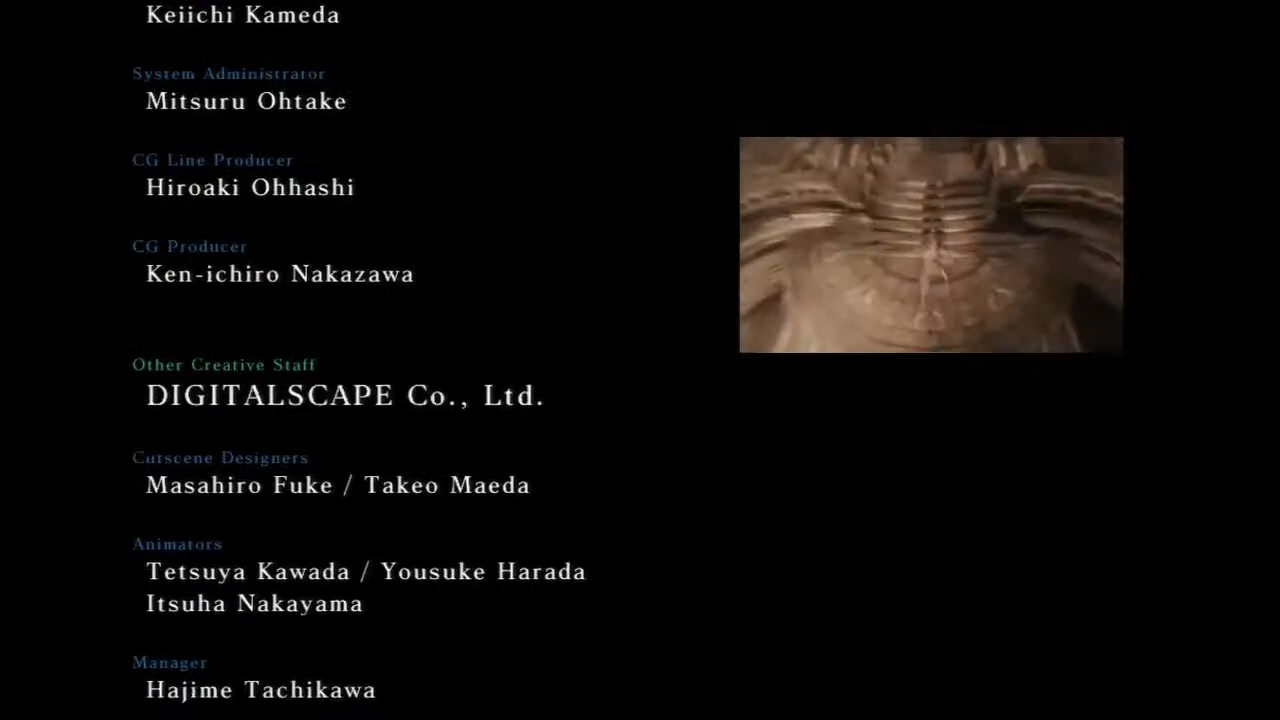 Keiichi Kameda
System Administrator
Mitsuru Ohtake
CG Line Producer
Hiroaki Ohhashi
CG Producer
Ken-ichiro Nakazawa
Other Creative Staff
DIGITALSCAPE Co., Ltd.
Cutscene Designers
Masahiro Fuke / Takeo Maeda
Animators
Tetsuya Kawada / Yousuke Harada
Itsuha Nakayama
Manager
Hajime Tachikawa